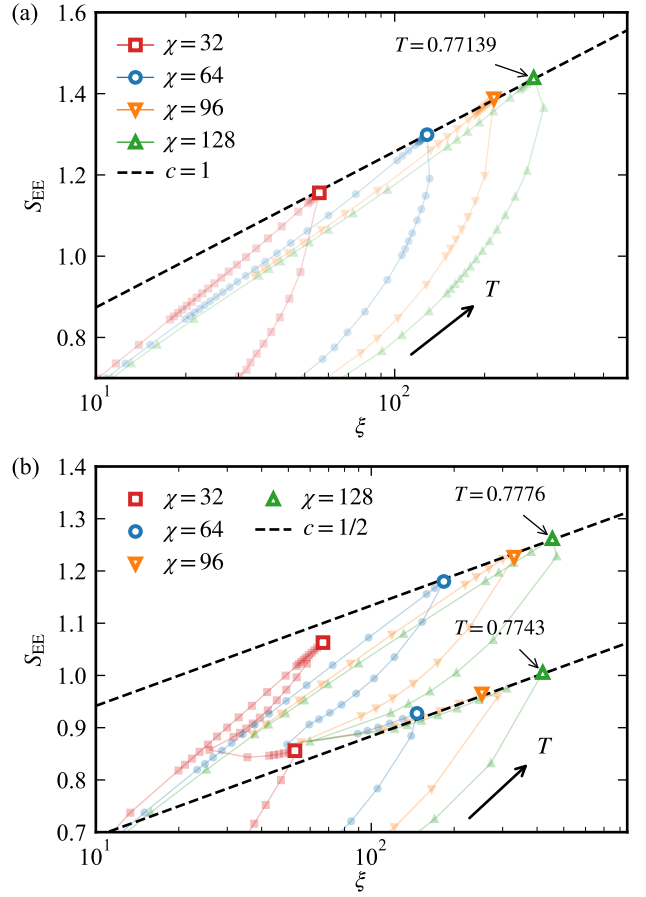 (a)
1.6
1.4
1.2
1.0
0.8
S_EE
χ = 32
χ = 64
χ = 96
χ = 128
c = 1
T = 0.77139
T
10^1
10^2
ξ
(b)
1.4
1.3
1.2
1.1
1.0
0.9
0.8
0.7
S_EE
χ = 32
χ = 64
χ = 96
χ = 128
c = 1/2
T = 0.7776
T = 0.7743
T
10^1
10^2
ξ